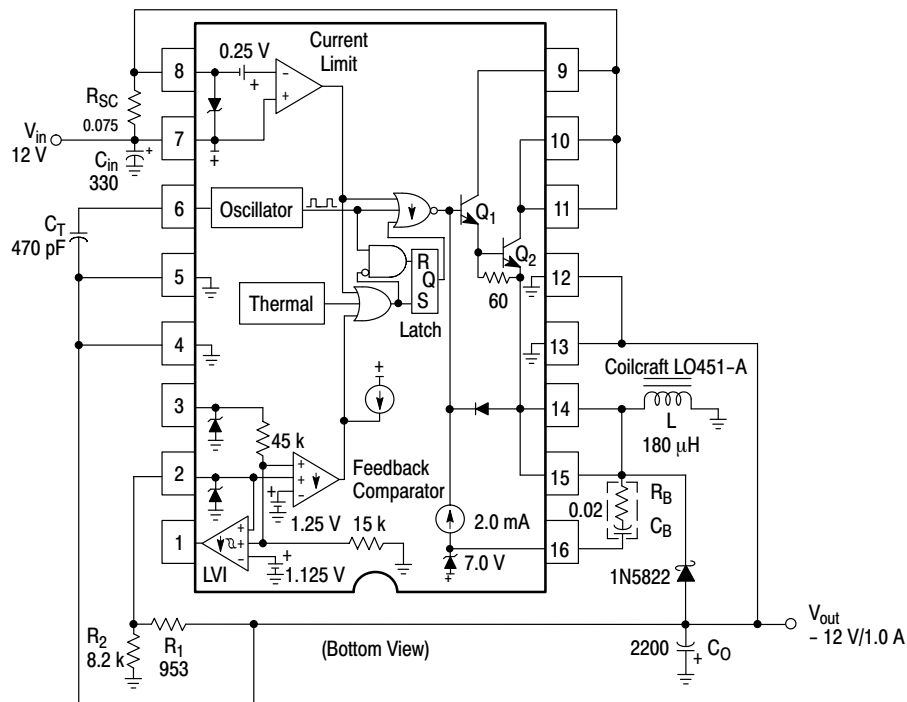 Current
Limit
0.25 V
+
-
+
8
9
RSC
0.075
Vin
12 V
7
10
Cin
330
+
+
6
Oscillator
Q1
11
CT
470 pF
5
Q2
R
Q
S
60
12
Thermal
Latch
4
13
Coilcraft LO451-A
+
3
14
L
180 µH
45 k
2
+
+
-
Feedback
Comparator
15
+
1.25 V
15 k
2.0 mA
0.02
RB
CB
1
+
+
-
+
1.125 V
LVI
7.0 V
+
16
1N5822
R2
8.2 k
R1
953
(Bottom View)
Vout
- 12 V/1.0 A
2200
+
CO